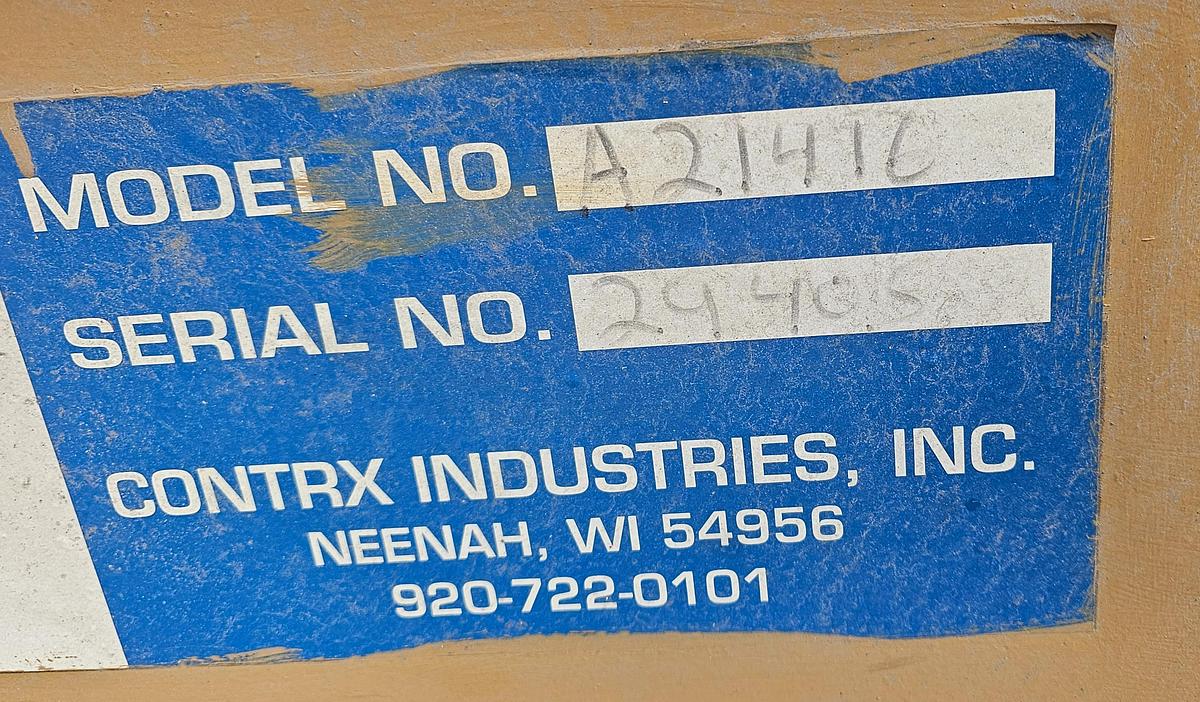 MODEL NO. A2141C
SERIAL NO. 29405
CONTRX INDUSTRIES, INC.
NEENAH, WI 54956
920-722-0101